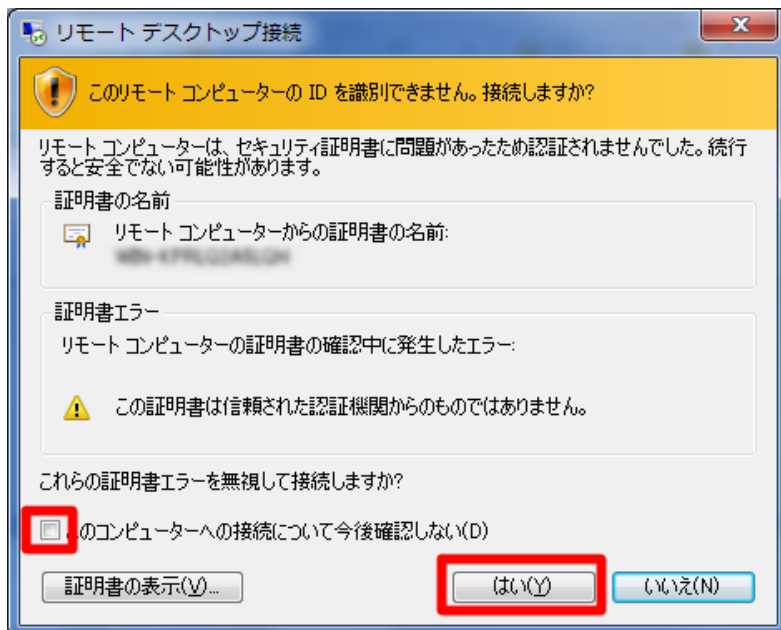 リモート デスクトップ接続
このリモート コンピューターの ID を識別できません。接続しますか?
リモート コンピューターは、セキュリティ証明書に問題があったため認証されませんでした。続行
すると安全でない可能性があります。
証明書の名前
リモート コンピューターからの証明書の名前:
証明書エラー
リモート コンピューターの証明書の確認中に発生したエラー:
この証明書は信頼された認証機関からのものではありません。
これらの証明書エラーを無視して接続しますか?
このコンピューターへの接続について今後確認しない(D)
証明書の表示(V)...
はい(Y)
いいえ(N)